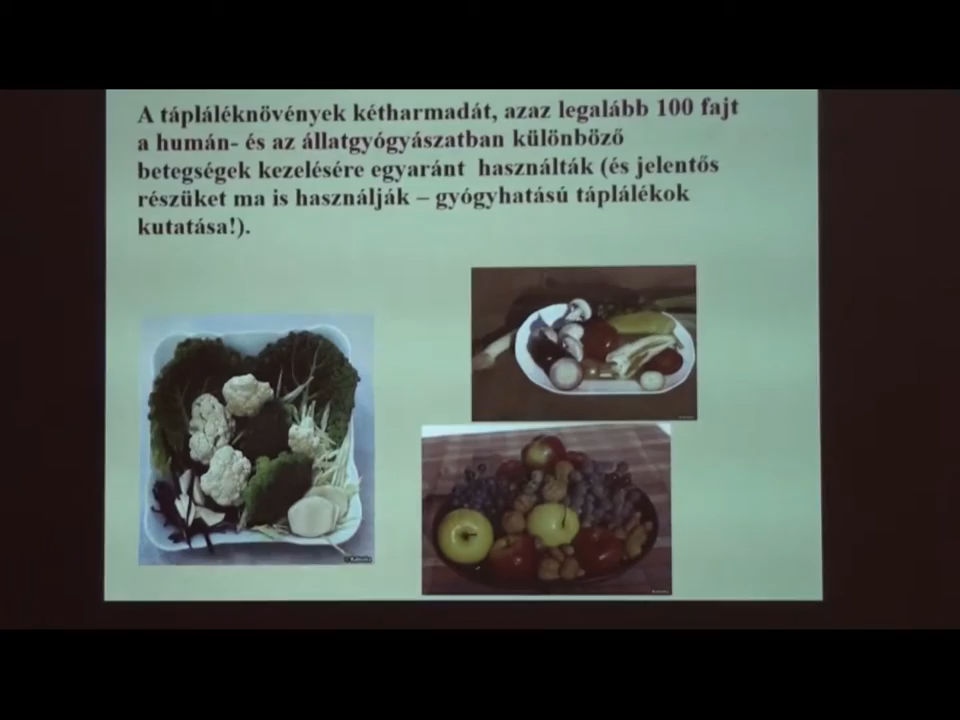 A tápláléknövények kétharmadát, azaz legalább 100 fajt
a humán- és az állatgyógyászatban különböző
betegségek kezelésére egyaránt használták (és jelentős
részüket ma is használják – gyógyhatású táplálékok
kutatása!).